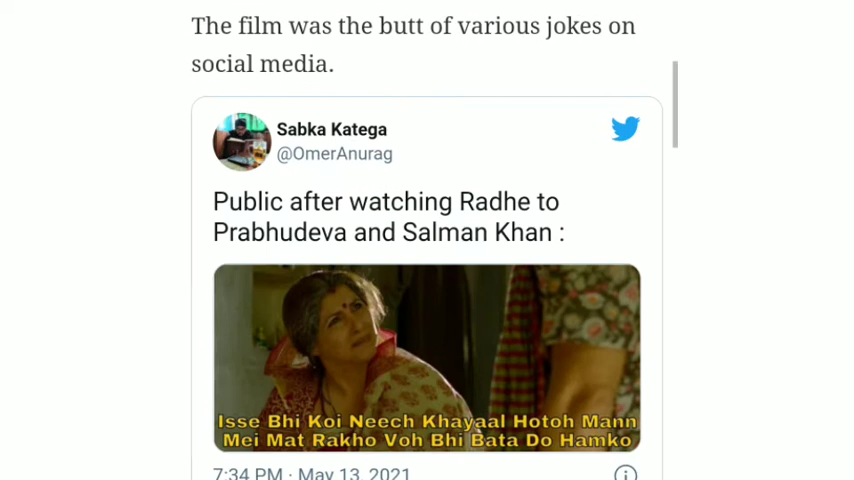 The film was the butt of various jokes on
social media.
Sabka Katega
@OmerAnurag
Public after watching Radhe to
Prabhudeva and Salman Khan :
Isse Bhi Koi Neech Khayaal Hotoh Mann
Mei Mat Rakho Voh Bhi Bata Do Hamko
7:34 PM · May 13, 2021